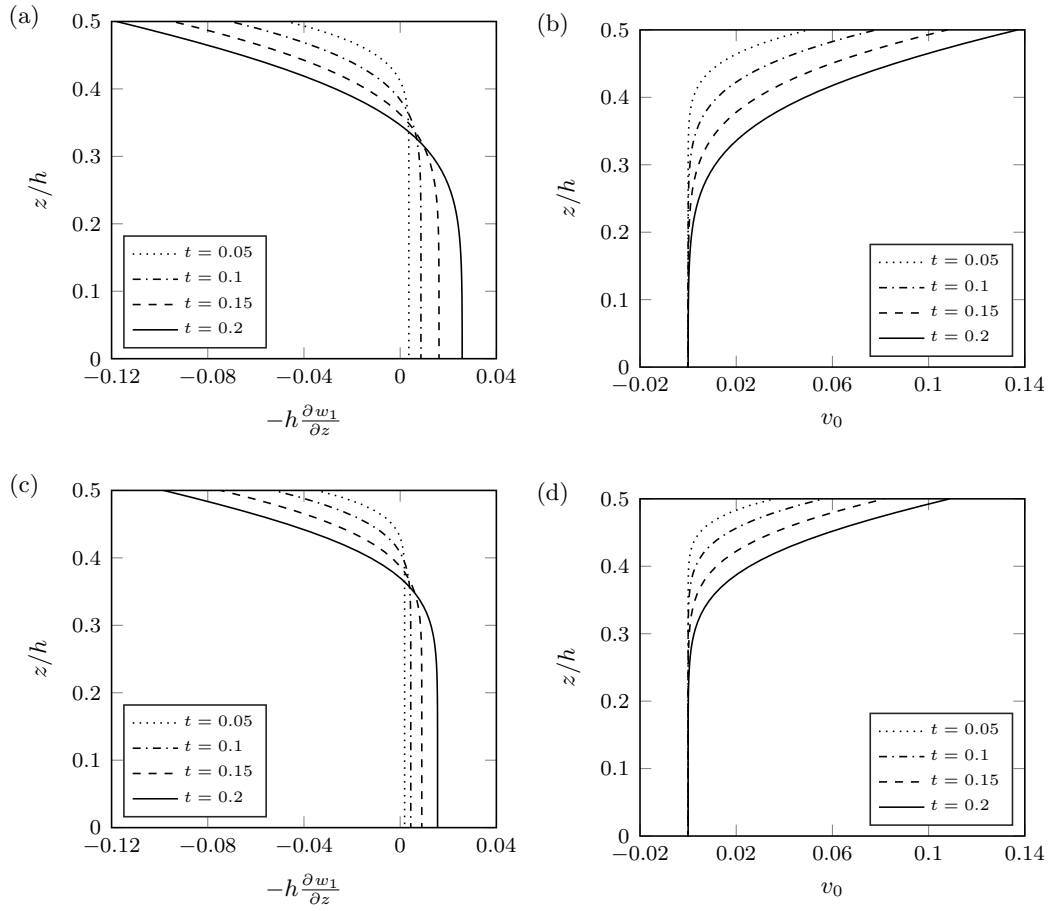 (a)
0.5
0.4
0.3
0.2
0.1
0
z/h
t = 0.05
t = 0.1
t = 0.15
t = 0.2
−0.12 −0.08 −0.04 0 0.04
−h ∂w₁/∂z
(b)
0.5
0.4
0.3
0.2
0.1
0
z/h
t = 0.05
t = 0.1
t = 0.15
t = 0.2
−0.02 0.02 0.06 0.1 0.14
v₀
(c)
0.5
0.4
0.3
0.2
0.1
0
z/h
t = 0.05
t = 0.1
t = 0.15
t = 0.2
−0.12 −0.08 −0.04 0 0.04
−h ∂w₁/∂z
(d)
0.5
0.4
0.3
0.2
0.1
0
z/h
t = 0.05
t = 0.1
t = 0.15
t = 0.2
−0.02 0.02 0.06 0.1 0.14
v₀